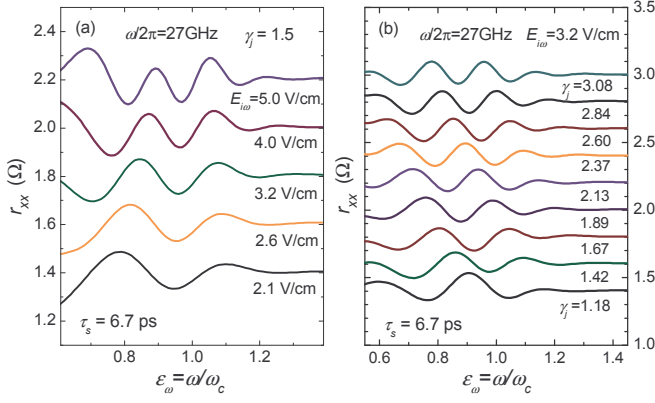 (a) ω/2π=27GHz γj = 1.5
2.4
2.2
2.0
1.8
1.6
1.4
1.2
Eiω=5.0 V/cm
4.0 V/cm
3.2 V/cm
2.6 V/cm
2.1 V/cm
τs = 6.7 ps
rxx (Ω)
0.8 1.0 1.2
εω=ω/ωc
(b) ω/2π=27GHz Eiω=3.2 V/cm
3.5
3.0
2.5
2.0
1.5
1.0
γj=3.08
2.84
2.60
2.37
2.13
1.89
1.67
1.42
γj=1.18
τs = 6.7 ps
rxx (Ω)
0.6 0.8 1.0 1.2 1.4
εω=ω/ωc